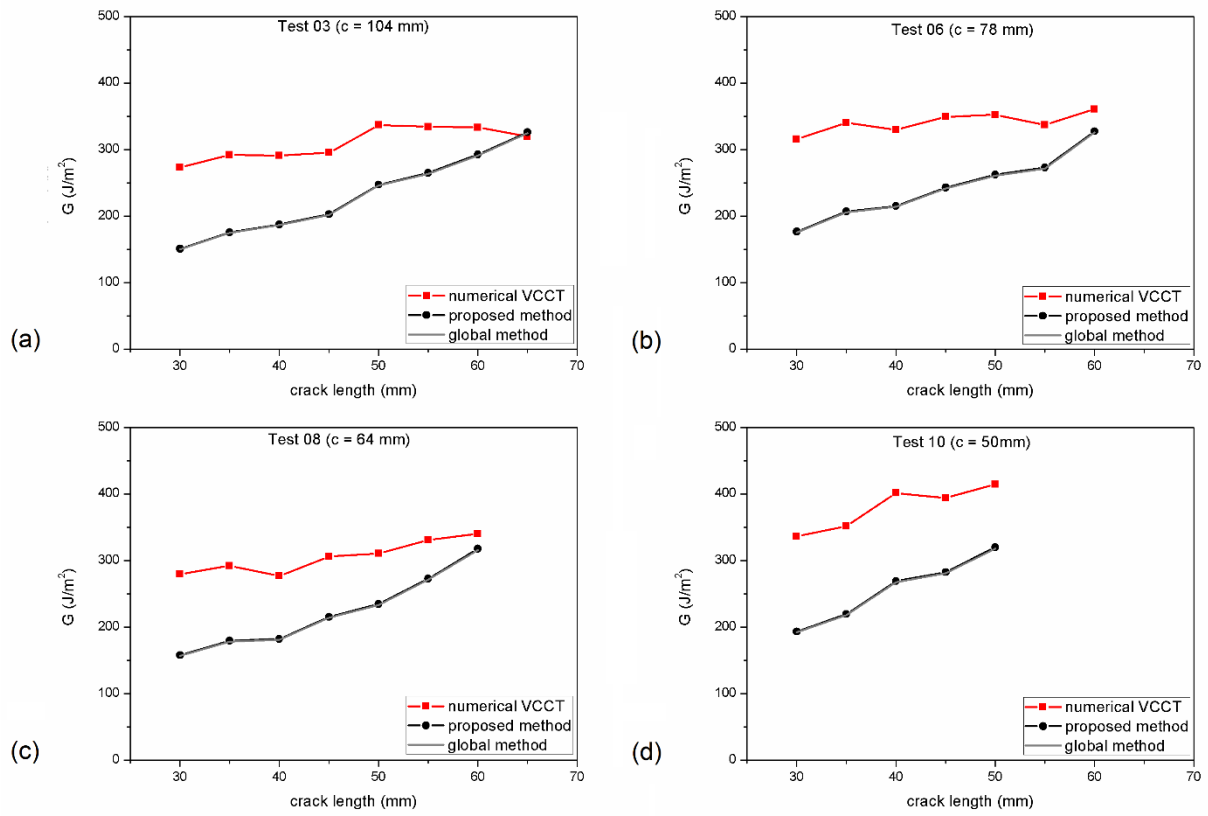 Test 03 (c = 104 mm)
500
400
300
200
100
0
G (J/m²)
numerical VCCT
proposed method
global method
30
40
50
60
70
crack length (mm)
(a)
Test 06 (c = 78 mm)
500
400
300
200
100
0
G (J/m²)
numerical VCCT
proposed method
global method
30
40
50
60
70
crack length (mm)
(b)
Test 08 (c = 64 mm)
500
400
300
200
100
0
G (J/m²)
numerical VCCT
proposed method
global method
30
40
50
60
70
crack length (mm)
(c)
Test 10 (c = 50mm)
500
400
300
200
100
0
G (J/m²)
numerical VCCT
proposed method
global method
30
40
50
60
70
crack length (mm)
(d)